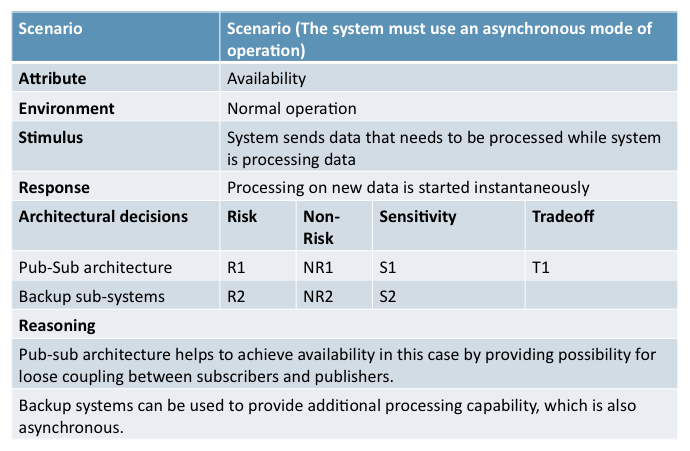 Scenario
Scenario (The system must use an asynchronous mode of
operation)
Attribute
Availability
Environment
Normal operation
Stimulus
System sends data that needs to be processed while system
is processing data
Response
Processing on new data is started instantaneously
Architectural decisions
Risk
Non-
Risk
Sensitivity
Tradeoff
Pub-Sub architecture
R1
NR1
S1
T1
Backup sub-systems
R2
NR2
S2
Reasoning
Pub-sub architecture helps to achieve availability in this case by providing possibility for
loose coupling between subscribers and publishers.
Backup systems can be used to provide additional processing capability, which is also
asynchronous.